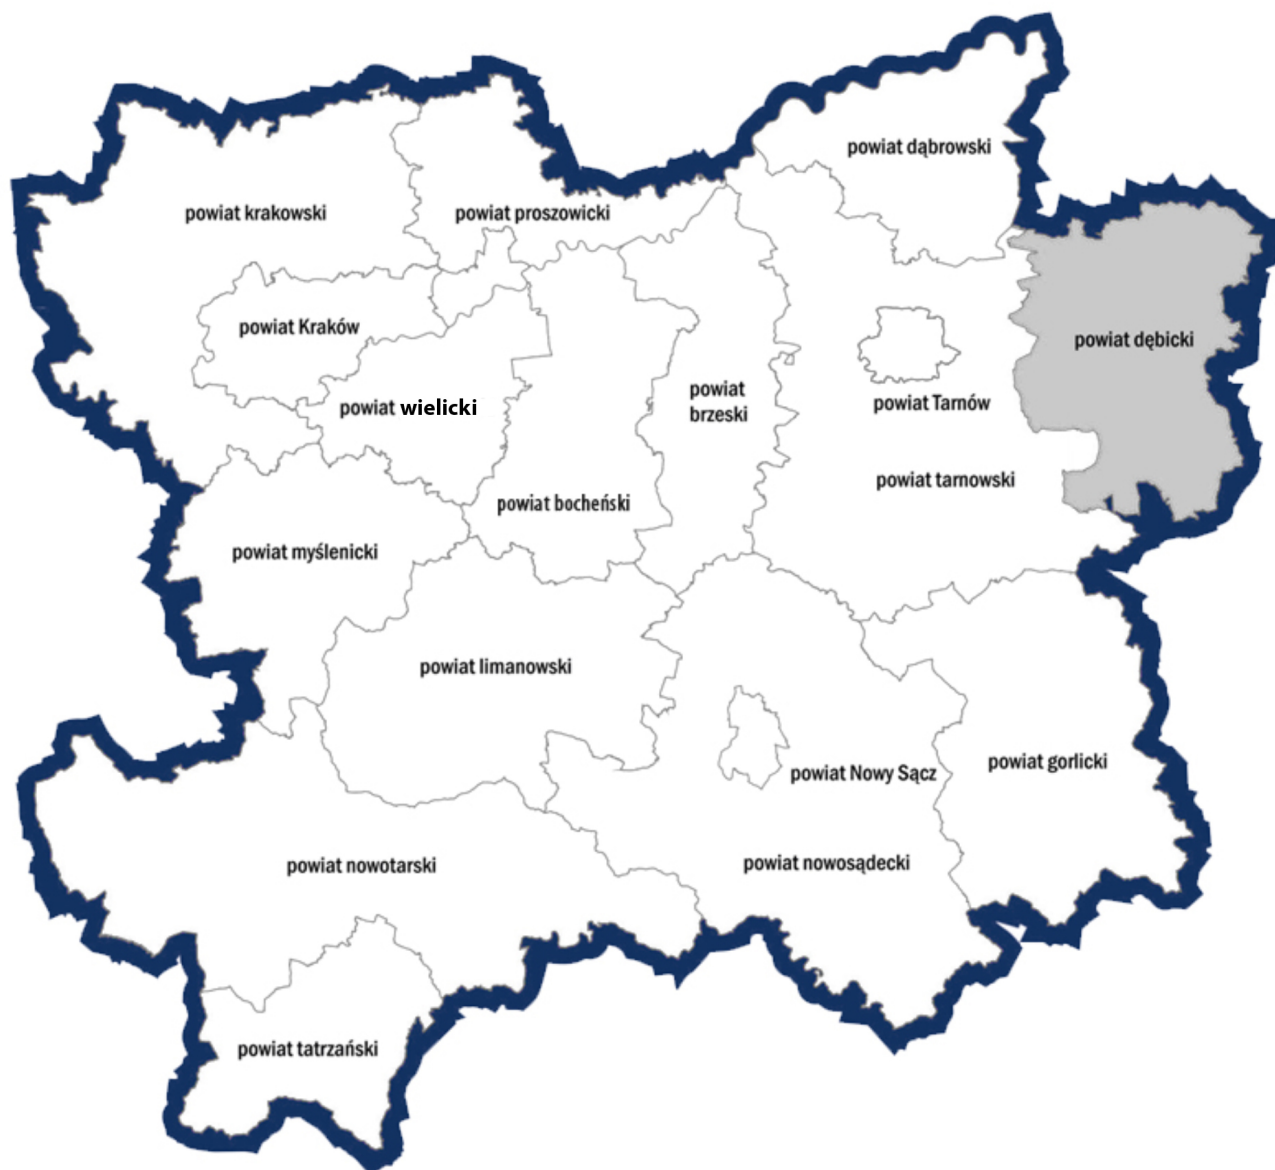 powiat dąbrowski
powiat krakowski
powiat proszowicki
powiat Kraków
powiat dębicki
powiat wielicki
powiat
brzeski
powiat Tarnów
powiat tarnowski
powiat bocheński
powiat myślenicki
powiat limanowski
powiat gorlicki
powiat Nowy Sącz
powiat nowotarski
powiat nowosądecki
powiat tatrzański